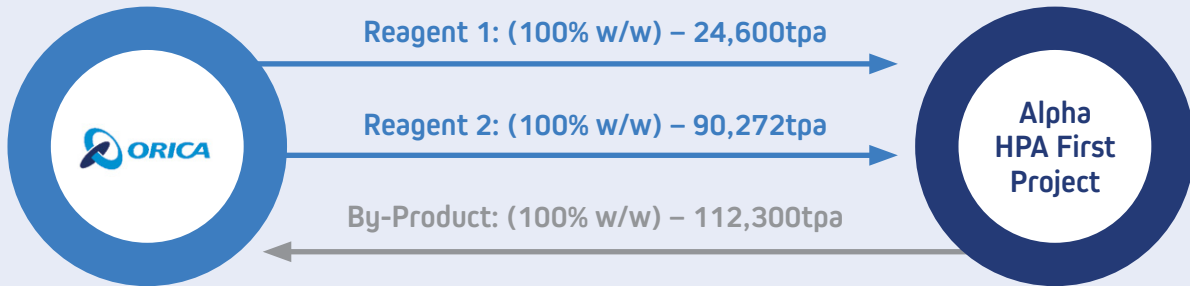 Reagent 1: (100% w/w) – 24,600tpa
ORICA
Reagent 2: (100% w/w) – 90,272tpa
By-Product: (100% w/w) – 112,300tpa
Alpha
HPA First
Project